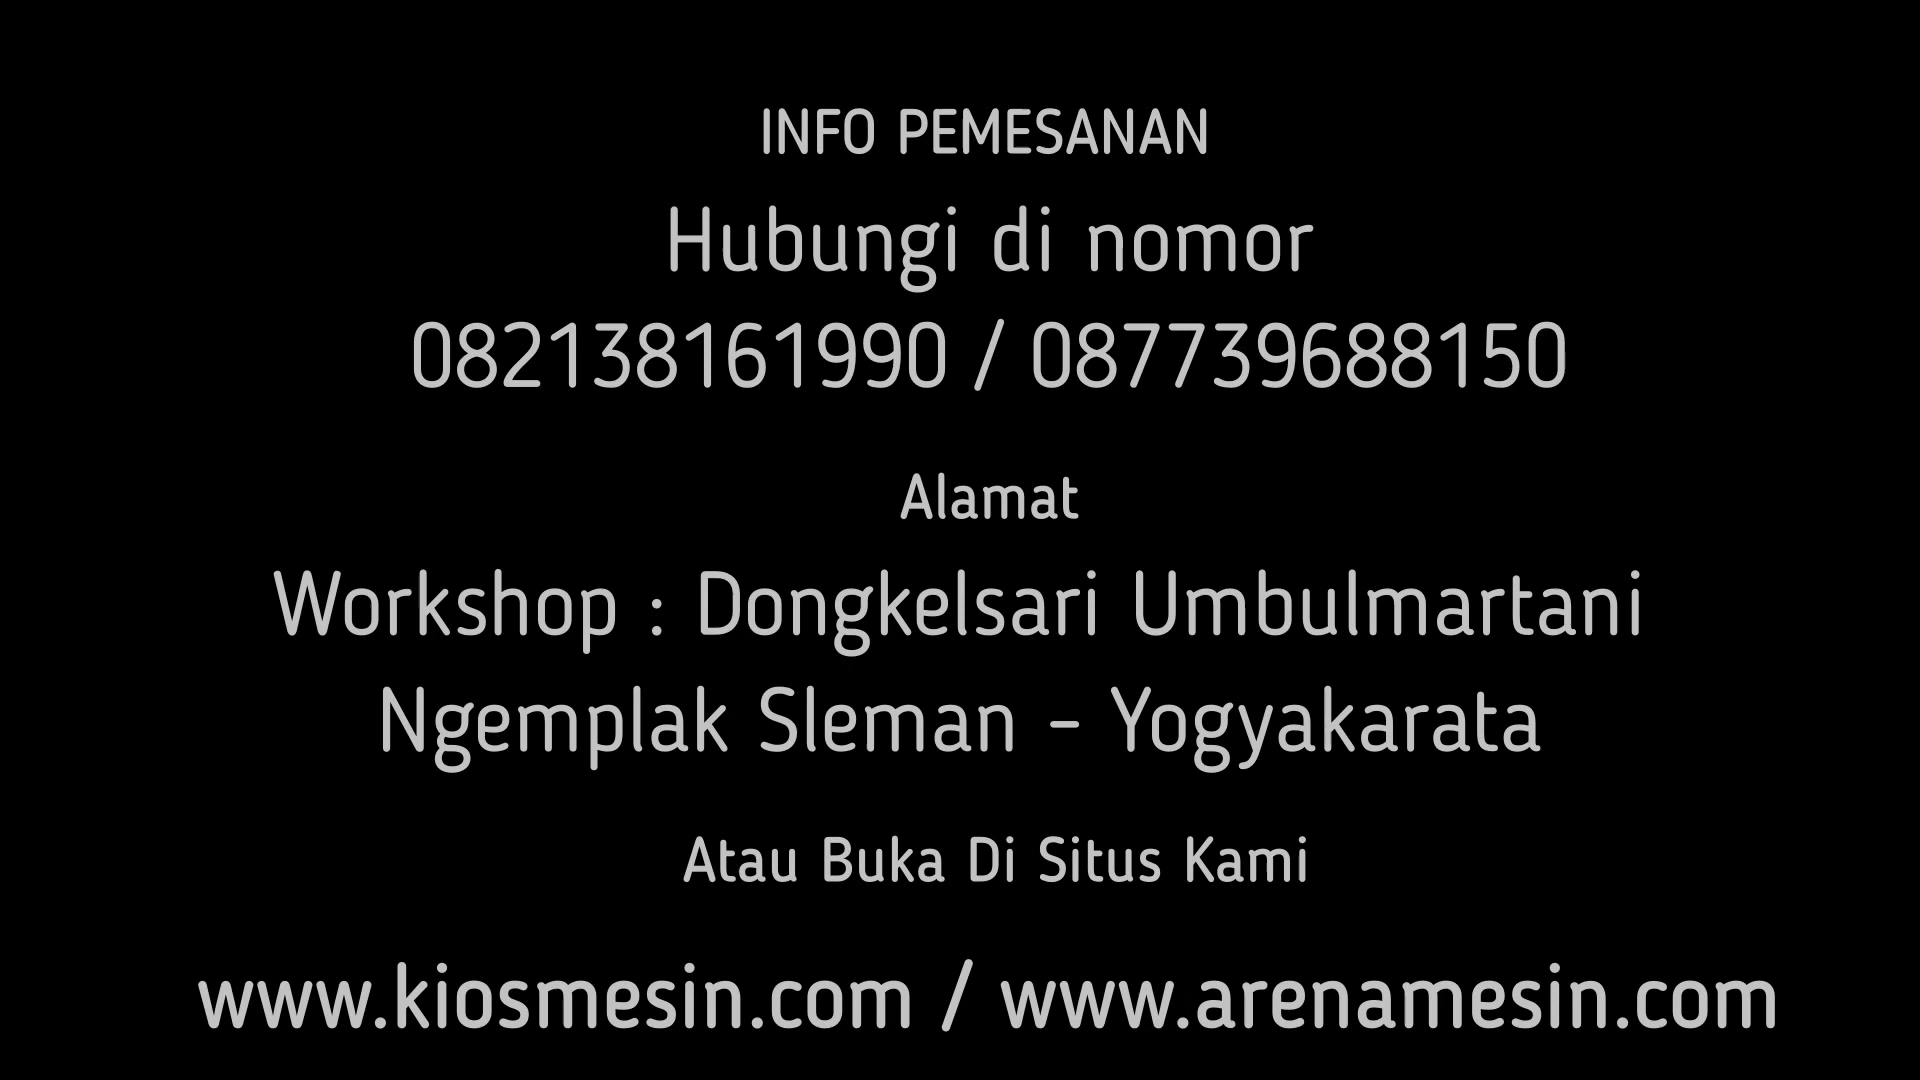 INFO PEMESANAN
Hubungi di nomor
082138161990 / 087739688150
Alamat
Workshop : Dongkelsari Umbulmartani
Ngemplak Sleman - Yogyakarata
Atau Buka Di Situs Kami
www.kiosmesin.com / www.arenamesin.com